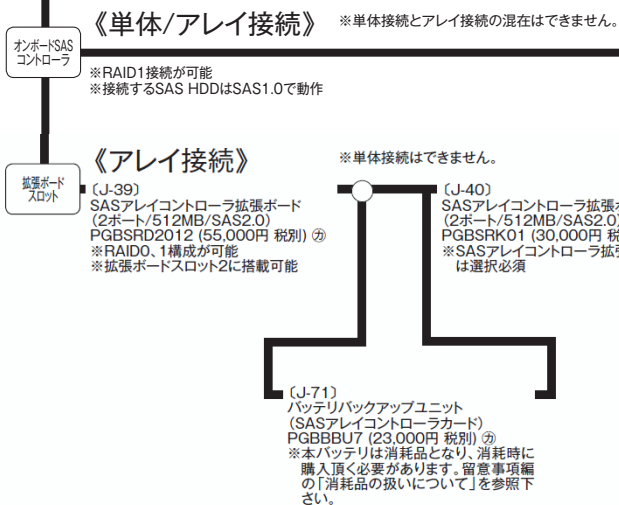 《単体/アレイ接続》 ※単体接続とアレイ接続の混在はできません。
オンボードSAS
コントローラ
※RAID1接続が可能
※接続するSAS HDDはSAS1.0で動作
《アレイ接続》 ※単体接続はできません。
拡張ボード
スロット
〔J-39〕
SASアレイコントローラ拡張ボード
(2ポート/512MB/SAS2.0)
PGBSRD2012 (55,000円 税別) ㋕
※RAID0、1構成が可能
※拡張ボードスロット2に搭載可能
〔J-40〕
SASアレイコントローラ拡張
(2ポート/512MB/SAS2.0)
PGBSRK01 (30,000円 税
※SASアレイコントローラ拡張
は選択必須
〔J-71〕
バッテリバックアップユニット
(SASアレイコントローラカード)
PGBBBU7 (23,000円 税別) ㋕
※本バッテリは消耗品となり、消耗時に
購入頂く必要があります。留意事項編
の「消耗品の扱いについて」を参照下
さい。